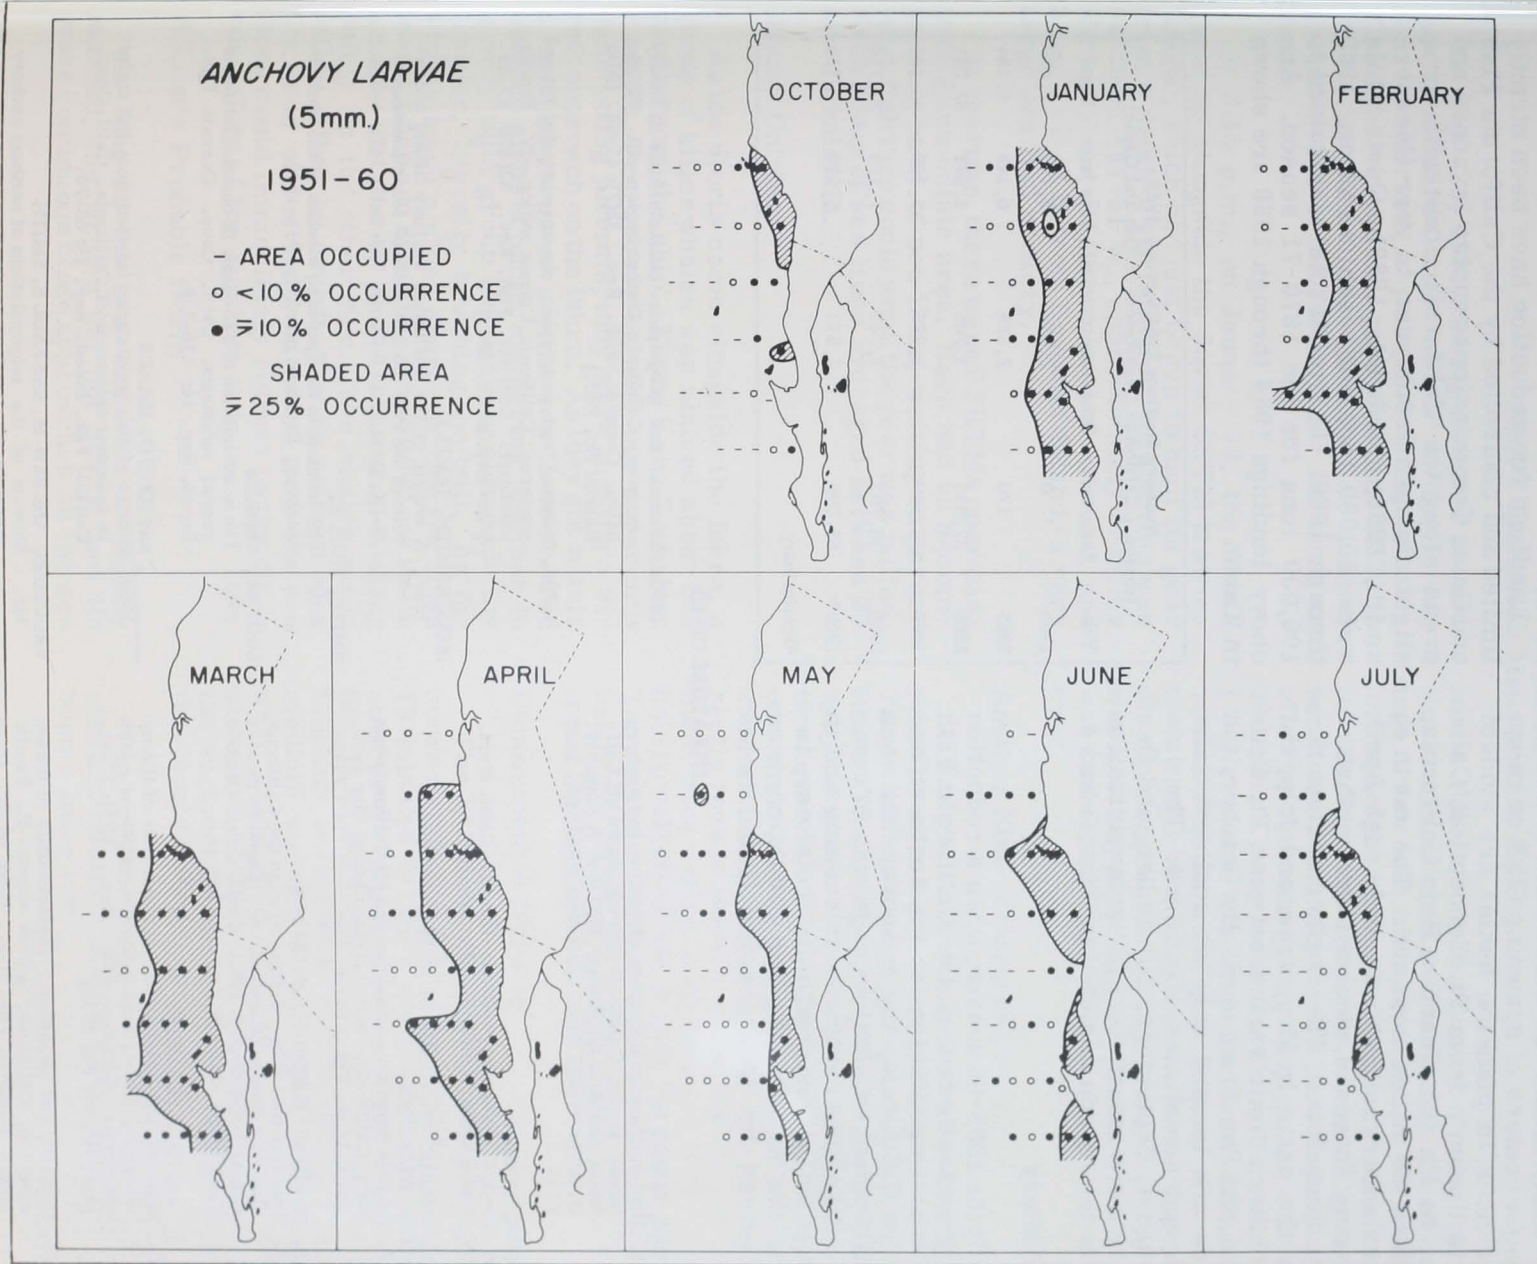 ANCHOVY LARVAE
(5mm.)
1951-60
– AREA OCCUPIED
○ <10% OCCURRENCE
● ⋝10% OCCURRENCE
SHADED AREA
⋝25% OCCURRENCE
OCTOBER
JANUARY
FEBRUARY
MARCH
APRIL
MAY
JUNE
JULY